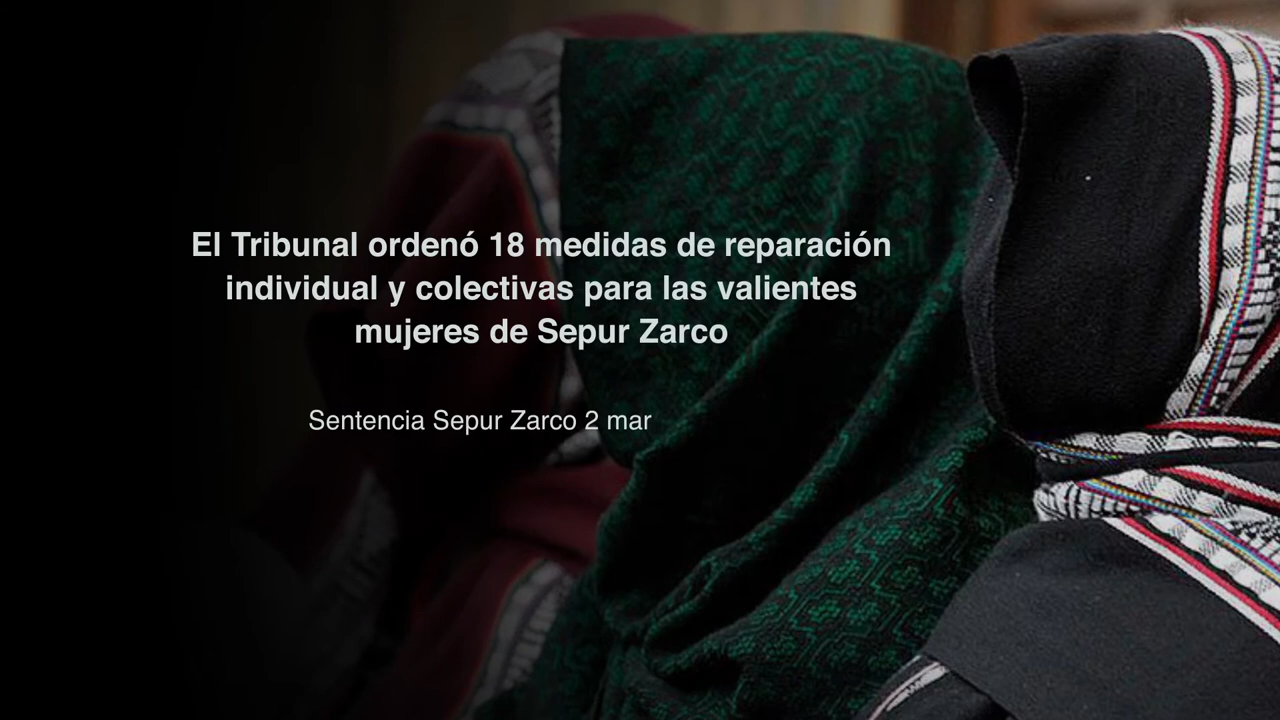 El Tribunal ordenó 18 medidas de reparación
individual y colectivas para las valientes
mujeres de Sepur Zarco
Sentencia Sepur Zarco 2 mar